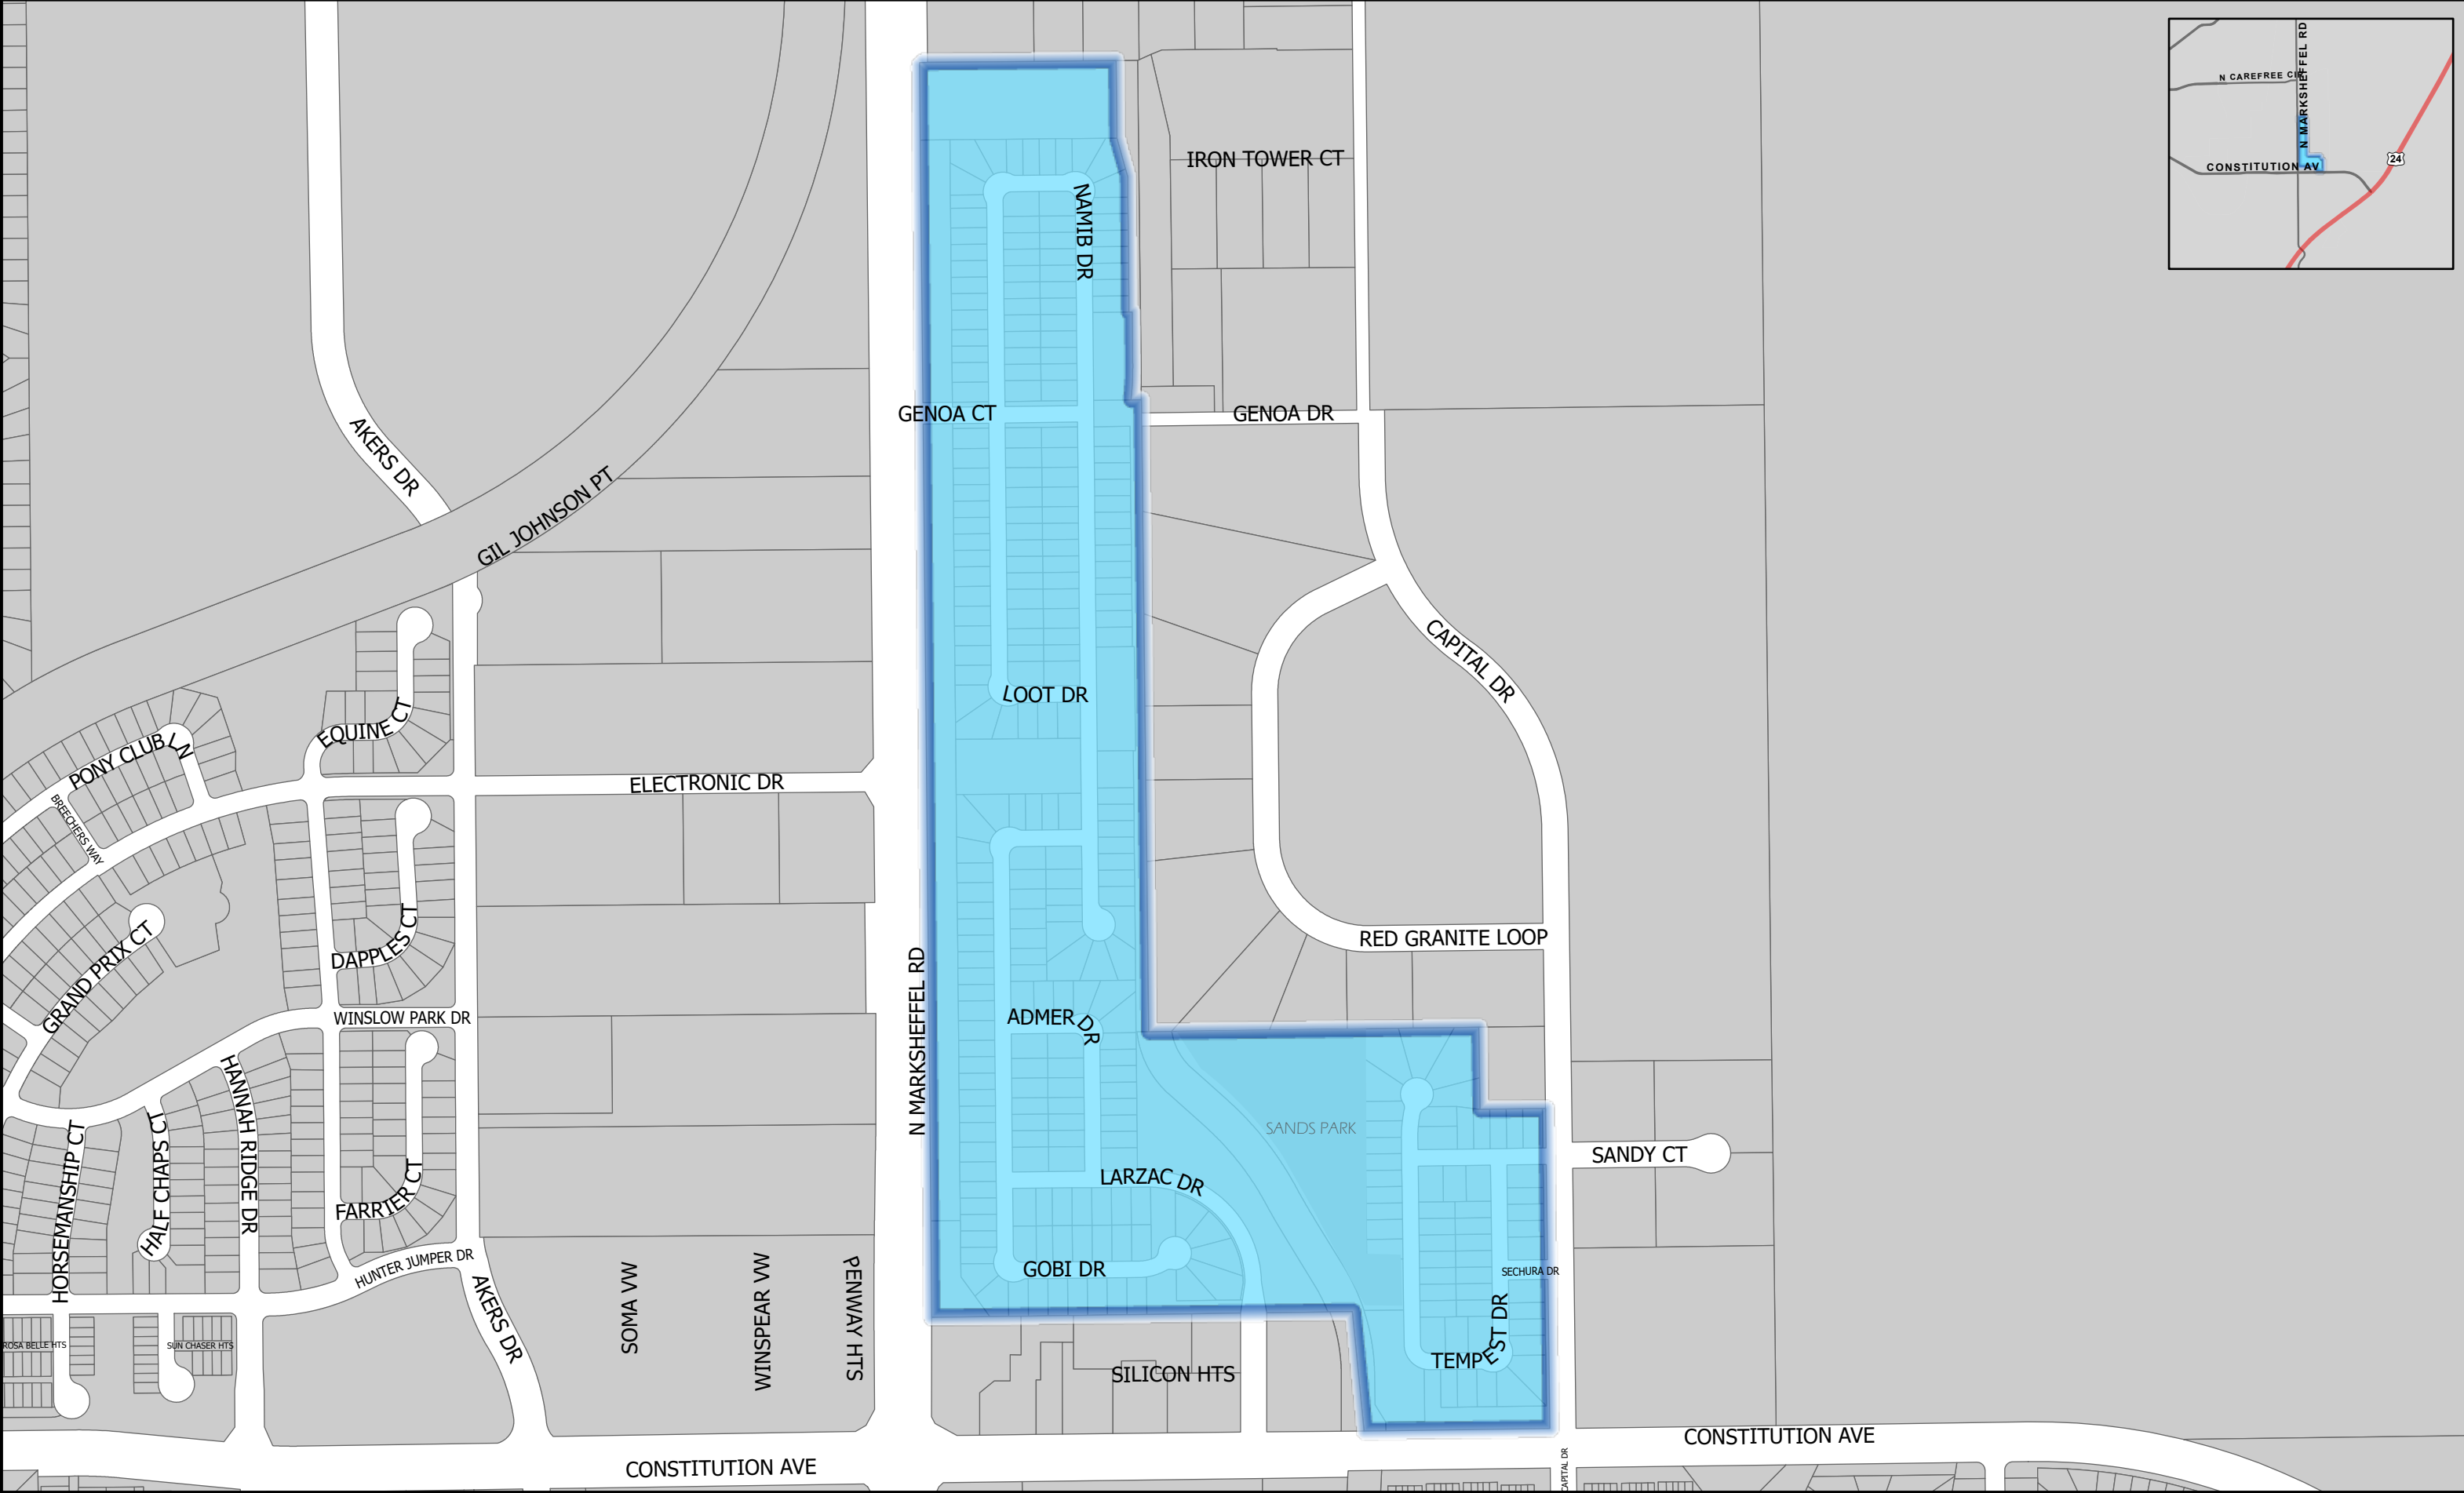 N CAREFREE CIR
N MARKSHEFFEL RD
CONSTITUTION AV
24
IRON TOWER CT
NAMIB DR
GENOA CT
GENOA DR
AKERS DR
GIL JOHNSON PT
CAPITAL DR
LOOT DR
EQUINE CT
PONY CLUB LN
BREECHERS WAY
ELECTRONIC DR
GRAND PRIX CT
DAPPLES CT
RED GRANITE LOOP
N MARKSHEFFEL RD
WINSLOW PARK DR
ADMER DR
HANNAH RIDGE DR
HORSEMANSHIP CT
HALF CHAPS CT
SANDS PARK
SANDY CT
FARRIER CT
LARZAC DR
HUNTER JUMPER DR
GOBI DR
SECHURA DR
AKERS DR
SOMA VW
WINSPEAR VW
PENWAY HTS
ROSA BELLE HTS
SUN CHASER HTS
TEMPEST DR
SILICON HTS
CONSTITUTION AVE
CONSTITUTION AVE
CAPITAL DR